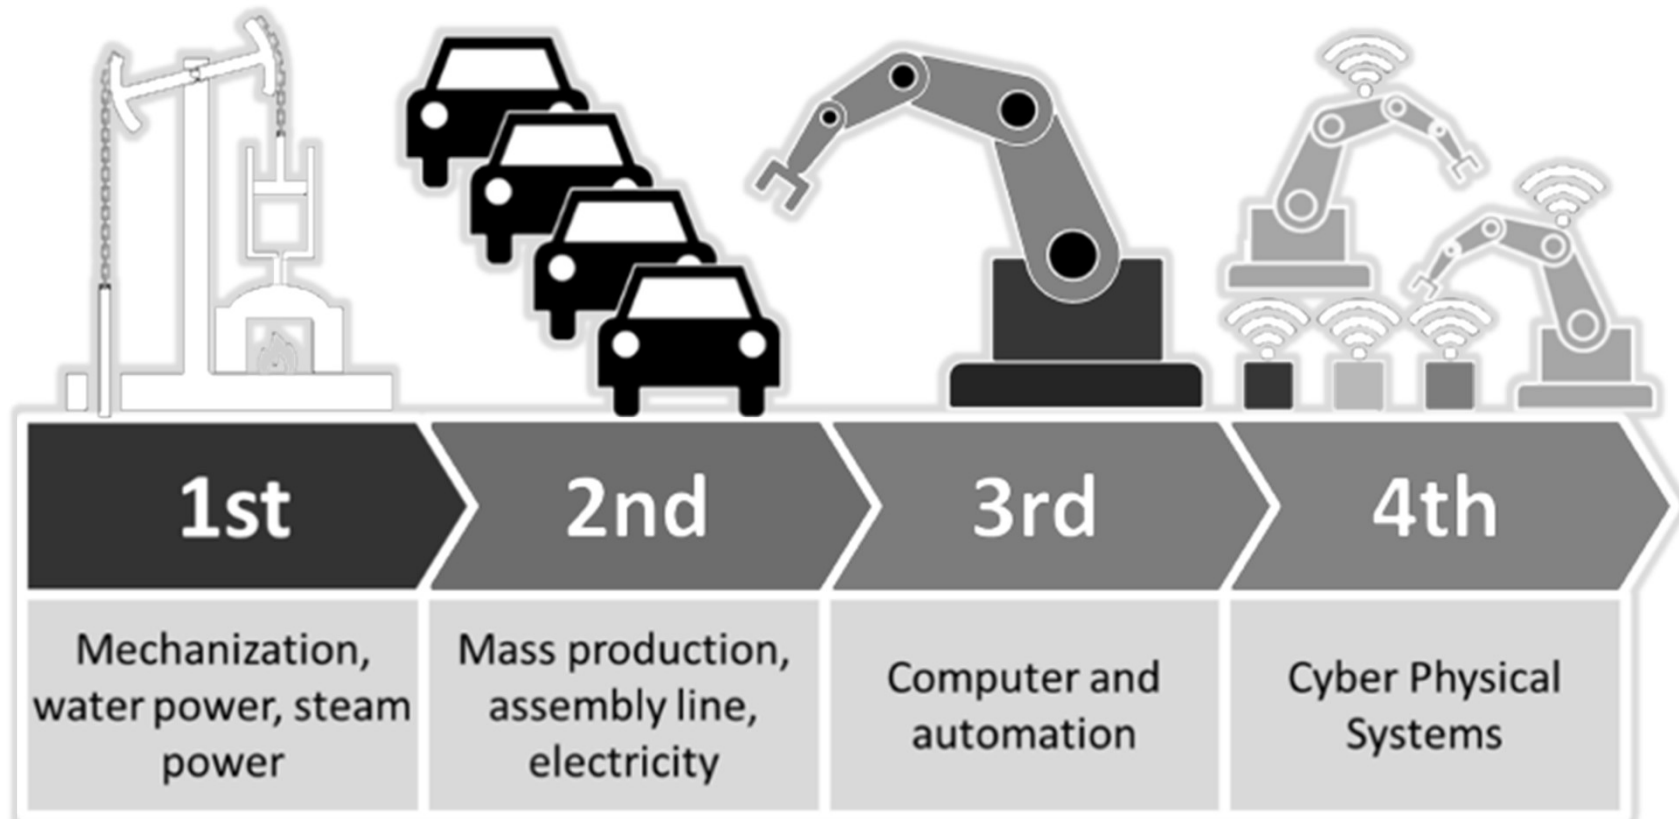 1st
2nd
3rd
4th
Mechanization,
water power, steam
power
Mass production,
assembly line,
electricity
Computer and
automation
Cyber Physical
Systems